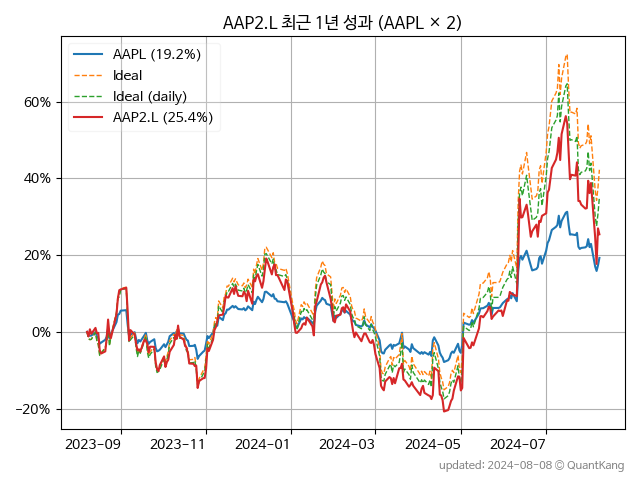 AAP2.L 최근 1년 성과 (AAPL × 2)
AAPL (19.2%)
Ideal
Ideal (daily)
AAP2.L (25.4%)
60%
40%
20%
0%
−20%
2023-09 2023-11 2024-01 2024-03 2024-05 2024-07
updated: 2024-08-08 © QuantKang